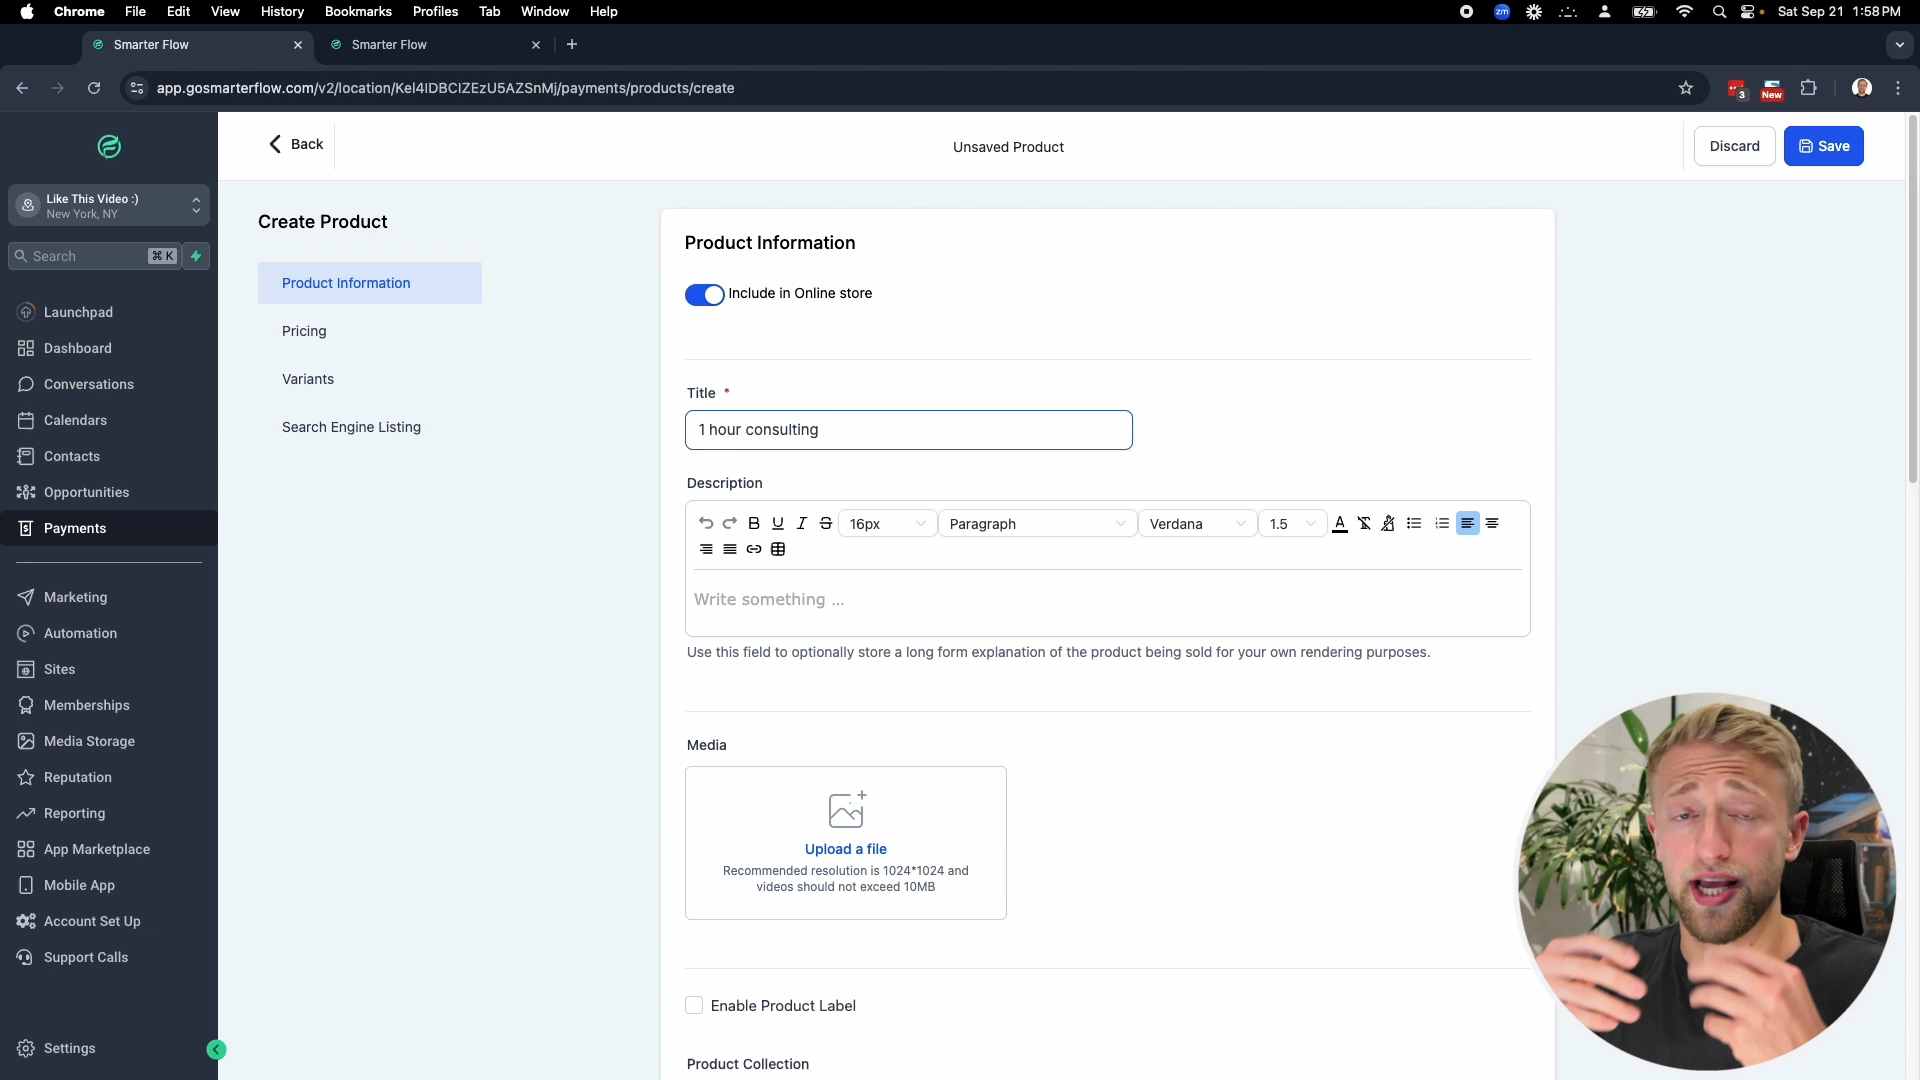 Chrome File Edit View History Bookmarks Profiles Tab Window Help
zm
Sat Sep 21 1:58 PM
Smarter Flow
Smarter Flow
app.gosmarterflow.com/v2/location/Kel4IDBCIZEzU5AZSnMj/payments/products/create
3
New
Back
Unsaved Product
Discard
Save
Like This Video :)
New York, NY
Search
⌘ K
Launchpad
Dashboard
Conversations
Calendars
Contacts
Opportunities
Payments
Marketing
Automation
Sites
Memberships
Media Storage
Reputation
Reporting
App Marketplace
Mobile App
Account Set Up
Support Calls
Settings
Create Product
Product Information
Pricing
Variants
Search Engine Listing
Product Information
Include in Online store
Title *
1 hour consulting
Description
16px Paragraph Verdana 1.5
Write something ...
Use this field to optionally store a long form explanation of the product being sold for your own rendering purposes.
Media
Upload a file
Recommended resolution is 1024*1024 and
videos should not exceed 10MB
Enable Product Label
Product Collection